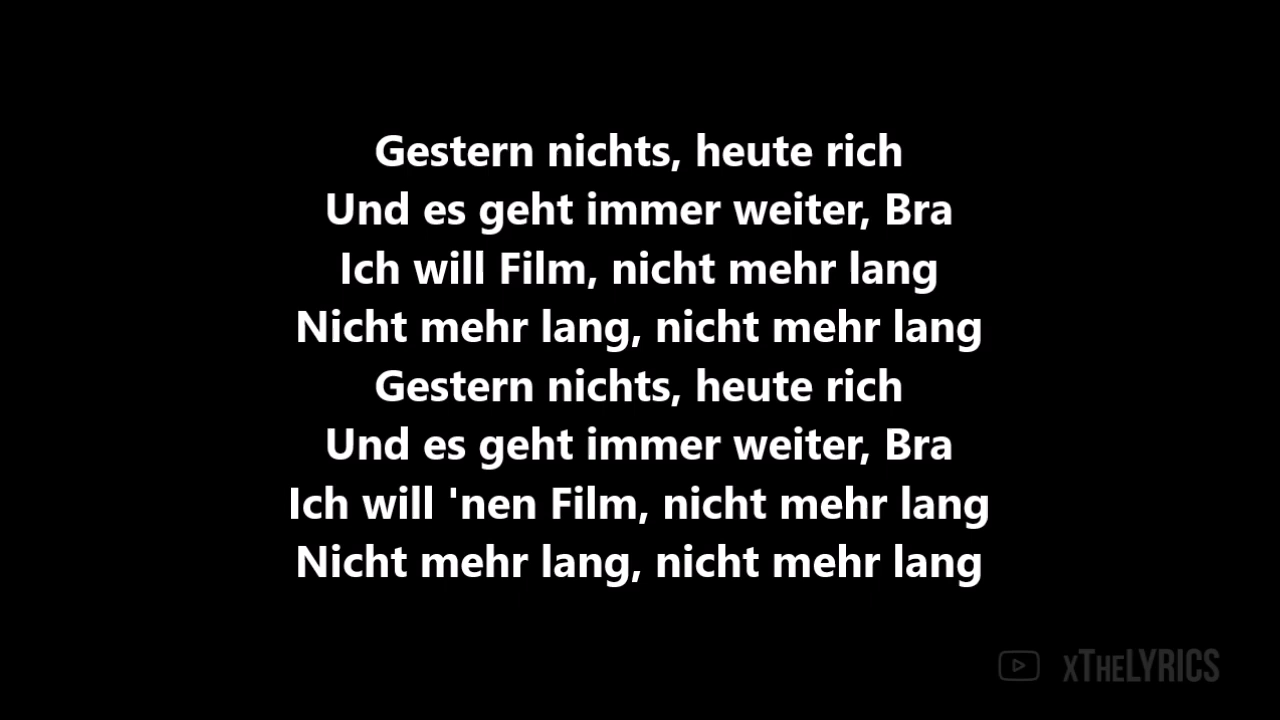 Gestern nichts, heute rich
Und es geht immer weiter, Bra
Ich will Film, nicht mehr lang
Nicht mehr lang, nicht mehr lang
Gestern nichts, heute rich
Und es geht immer weiter, Bra
Ich will 'nen Film, nicht mehr lang
Nicht mehr lang, nicht mehr lang
xTheLYRICS